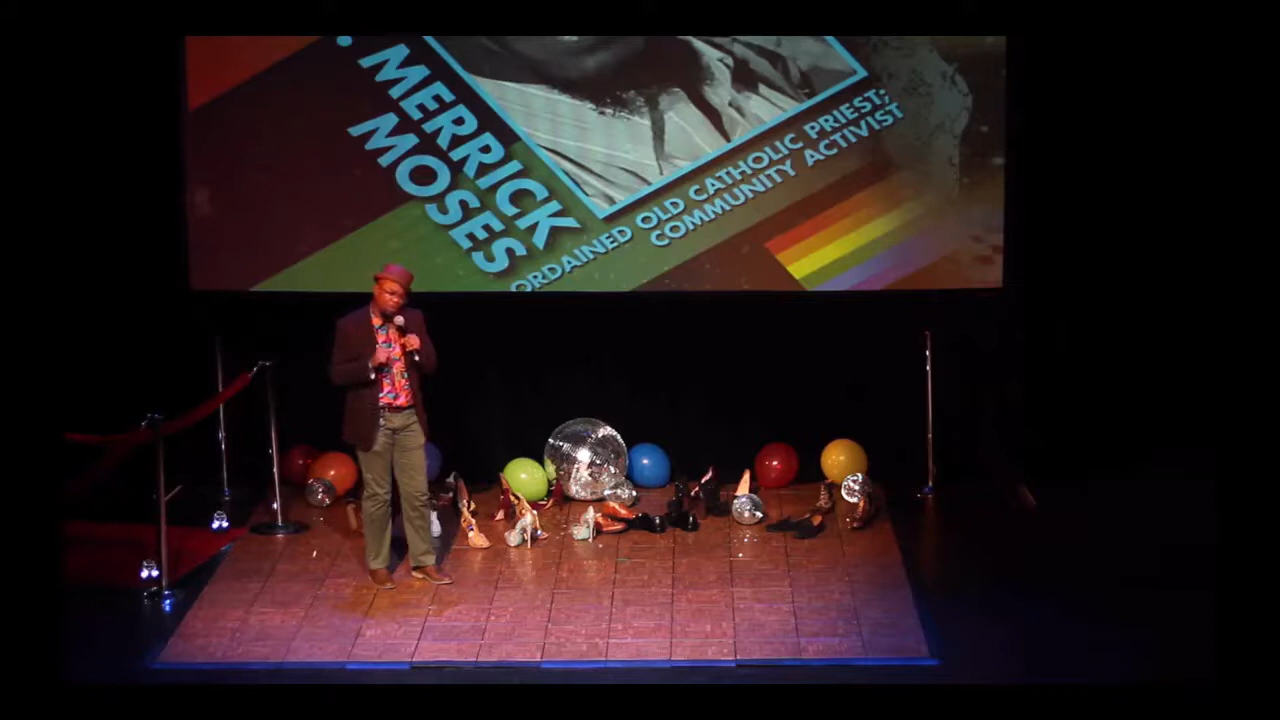 MERRICK
MOSES
ORDAINED OLD CATHOLIC PRIEST;
COMMUNITY ACTIVIST